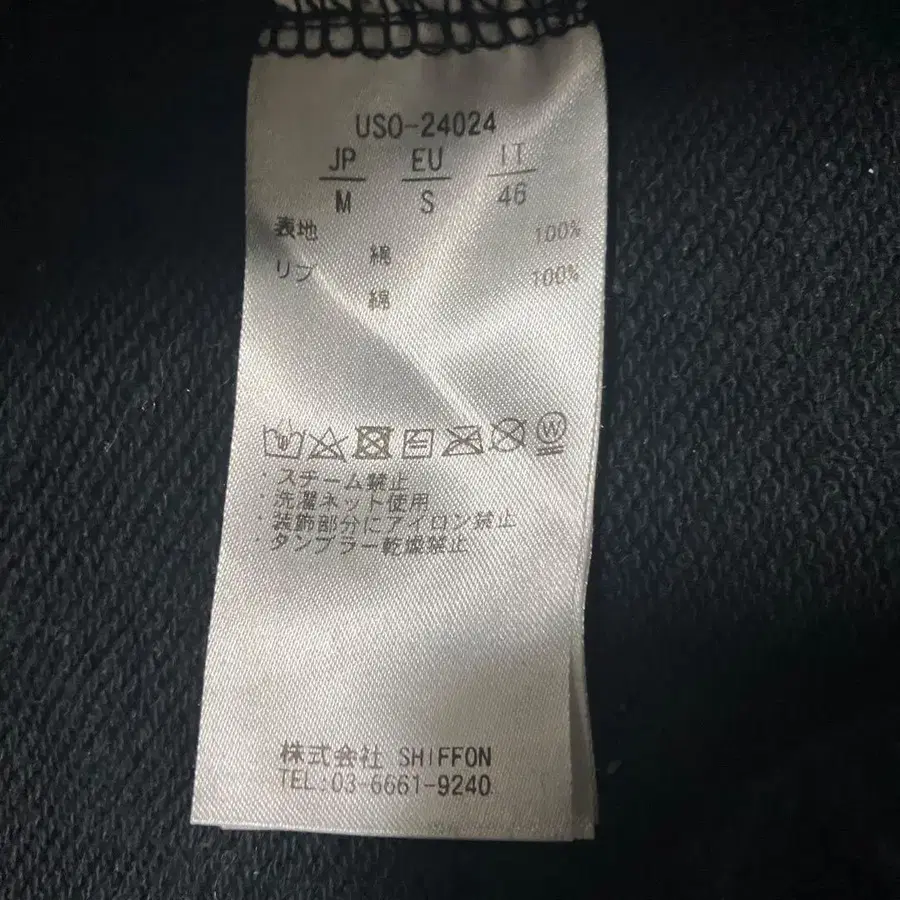 USO-24024
JP EU IT
M S 46
表地
綿 100%
リブ
綿 100%
W
・スチーム禁止
・洗濯ネット使用
・装飾部分にアイロン禁止
・タンブラー乾燥禁止
株式会社 SHIFFON
TEL:03-6661-9240